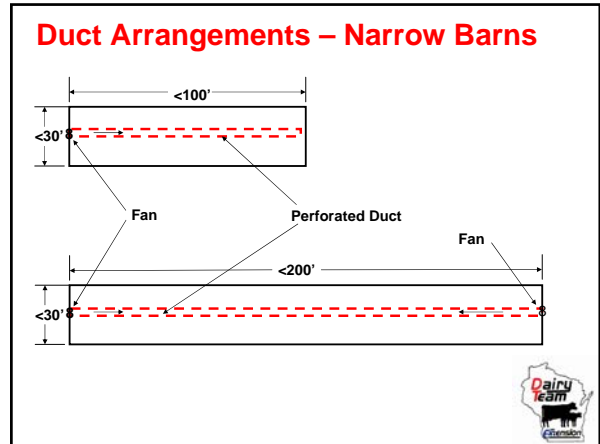 Duct Arrangements – Narrow Barns
<100'
<30'
Fan
Perforated Duct
Fan
<200'
<30'
Dairy
Team
Extension